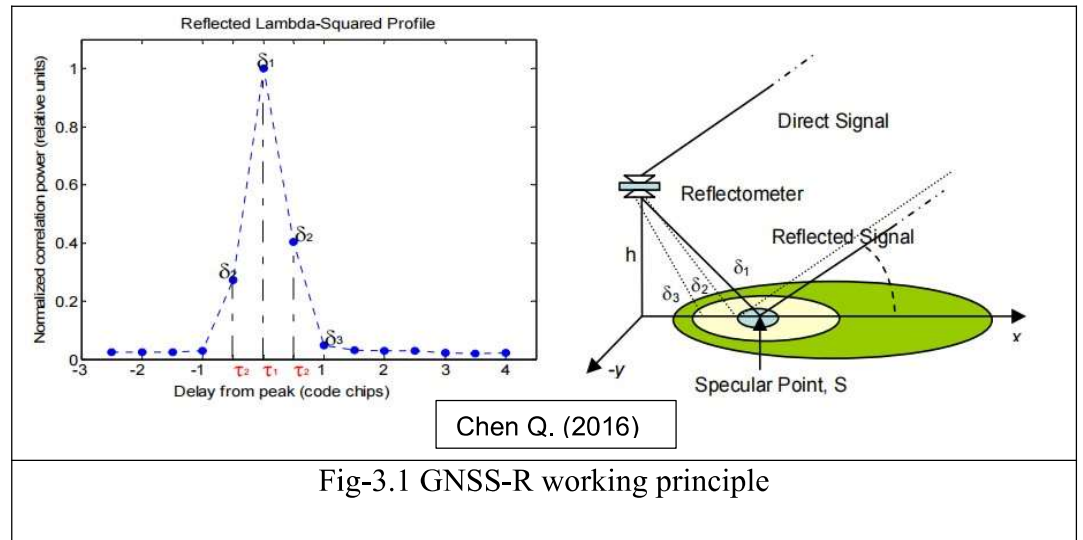 Reflected Lambda-Squared Profile
Normalized correlation power (relative units)
1
0.8
0.6
0.4
0.2
0
δ₁
δ₂
δ₃
-3 -2 -1 0 1 2 3 4
τ₂ τ₁ τ₂
Delay from peak (code chips)
Direct Signal
Reflectometer
Reflected Signal
h
δ₁
δ₂
δ₃
x
-y
Specular Point, S
Chen Q. (2016)
Fig-3.1 GNSS-R working principle